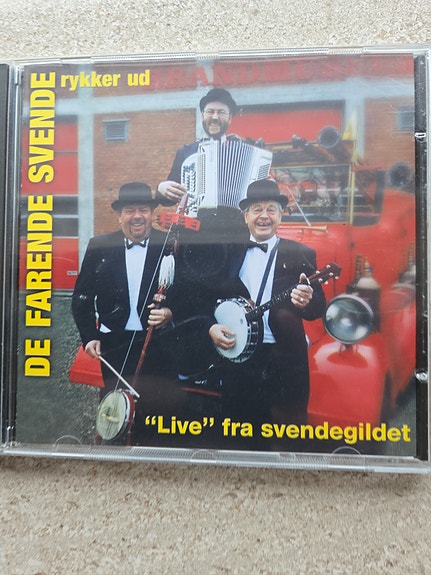 DE FARENDE SVENDE
rykker ud
"Live" fra svendegildet